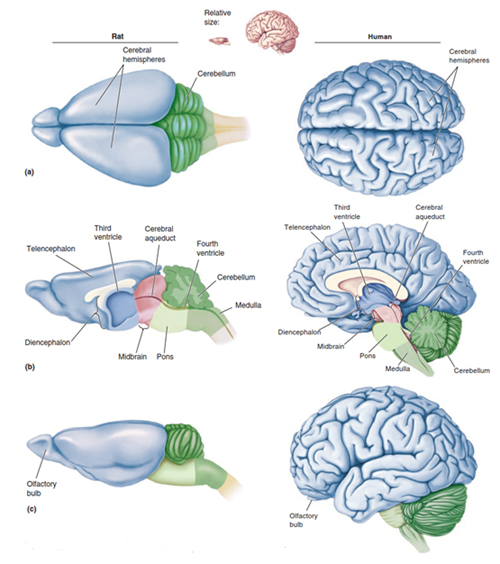 Relative
size:
Rat
Human
Cerebral
hemispheres
Cerebellum
Cerebral
hemispheres
(a)
Third
ventricle
Cerebral
aqueduct
Fourth
ventricle
Telencephalon
Cerebellum
Medulla
Diencephalon
Midbrain
Pons
Third
ventricle
Cerebral
aqueduct
Telencephalon
Fourth
ventricle
Diencephalon
Midbrain
Pons
Medulla
Cerebellum
(b)
Olfactory
bulb
Olfactory
bulb
(c)